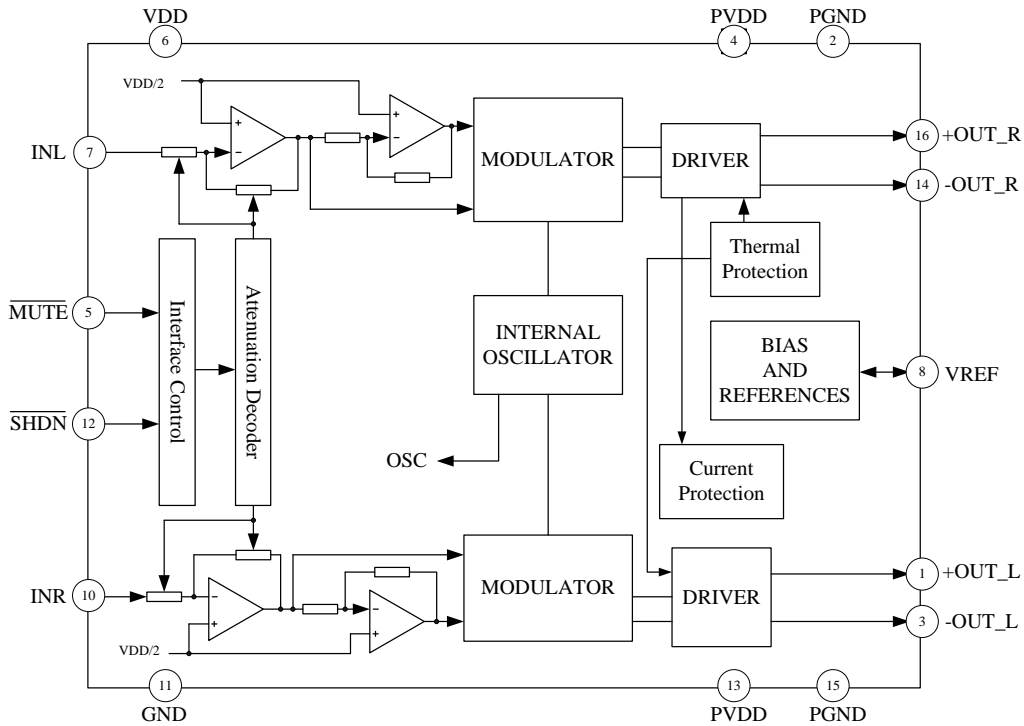 VDD
PVDD
PGND
6
4
2
VDD/2
+
−
+
−
INL
7
MODULATOR
DRIVER
16
+OUT_R
14
-OUT_R
Thermal
Protection
MUTE
5
Interface Control
Attenuation Decoder
INTERNAL
OSCILLATOR
BIAS
AND
REFERENCES
8
VREF
SHDN
12
OSC
Current
Protection
INR
10
−
+
−
+
MODULATOR
DRIVER
1
+OUT_L
3
-OUT_L
VDD/2
11
13
15
GND
PVDD
PGND